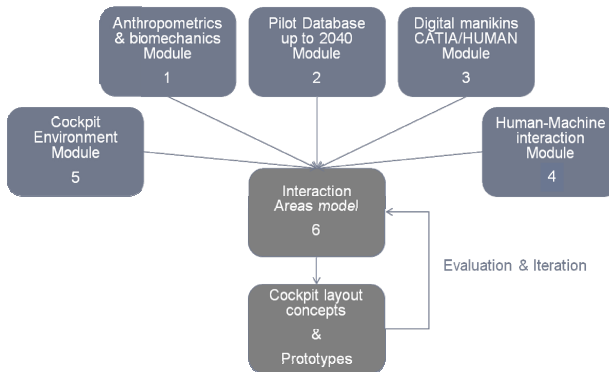 Anthropometrics
& biomechanics
Module
1
Pilot Database
up to 2040
Module
2
Digital manikins
CATIA/HUMAN
Module
3
Cockpit
Environment
Module
5
Human-Machine
interaction
Module
4
Interaction
Areas model
6
Evaluation & Iteration
Cockpit layout
concepts
&
Prototypes